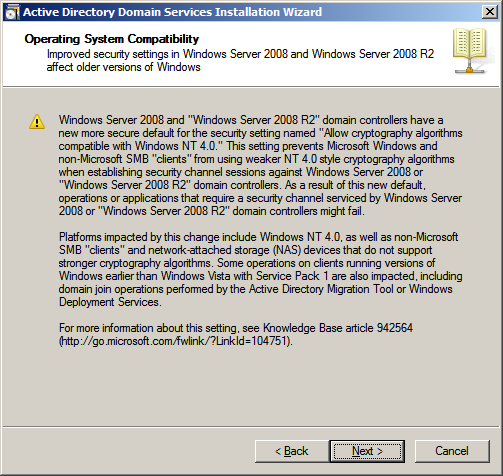 Active Directory Domain Services Installation Wizard
Operating System Compatibility
Improved security settings in Windows Server 2008 and Windows Server 2008 R2
affect older versions of Windows
Windows Server 2008 and "Windows Server 2008 R2" domain controllers have a
new more secure default for the security setting named "Allow cryptography algorithms
compatible with Windows NT 4.0." This setting prevents Microsoft Windows and
non-Microsoft SMB "clients" from using weaker NT 4.0 style cryptography algorithms
when establishing security channel sessions against Windows Server 2008 or
"Windows Server 2008 R2" domain controllers. As a result of this new default,
operations or applications that require a security channel serviced by Windows Server
2008 or "Windows Server 2008 R2" domain controllers might fail.
Platforms impacted by this change include Windows NT 4.0, as well as non-Microsoft
SMB "clients" and network-attached storage (NAS) devices that do not support
stronger cryptography algorithms. Some operations on clients running versions of
Windows earlier than Windows Vista with Service Pack 1 are also impacted, including
domain join operations performed by the Active Directory Migration Tool or Windows
Deployment Services.
For more information about this setting, see Knowledge Base article 942564
(http://go.microsoft.com/fwlink/?LinkId=104751).
< Back
Next >
Cancel